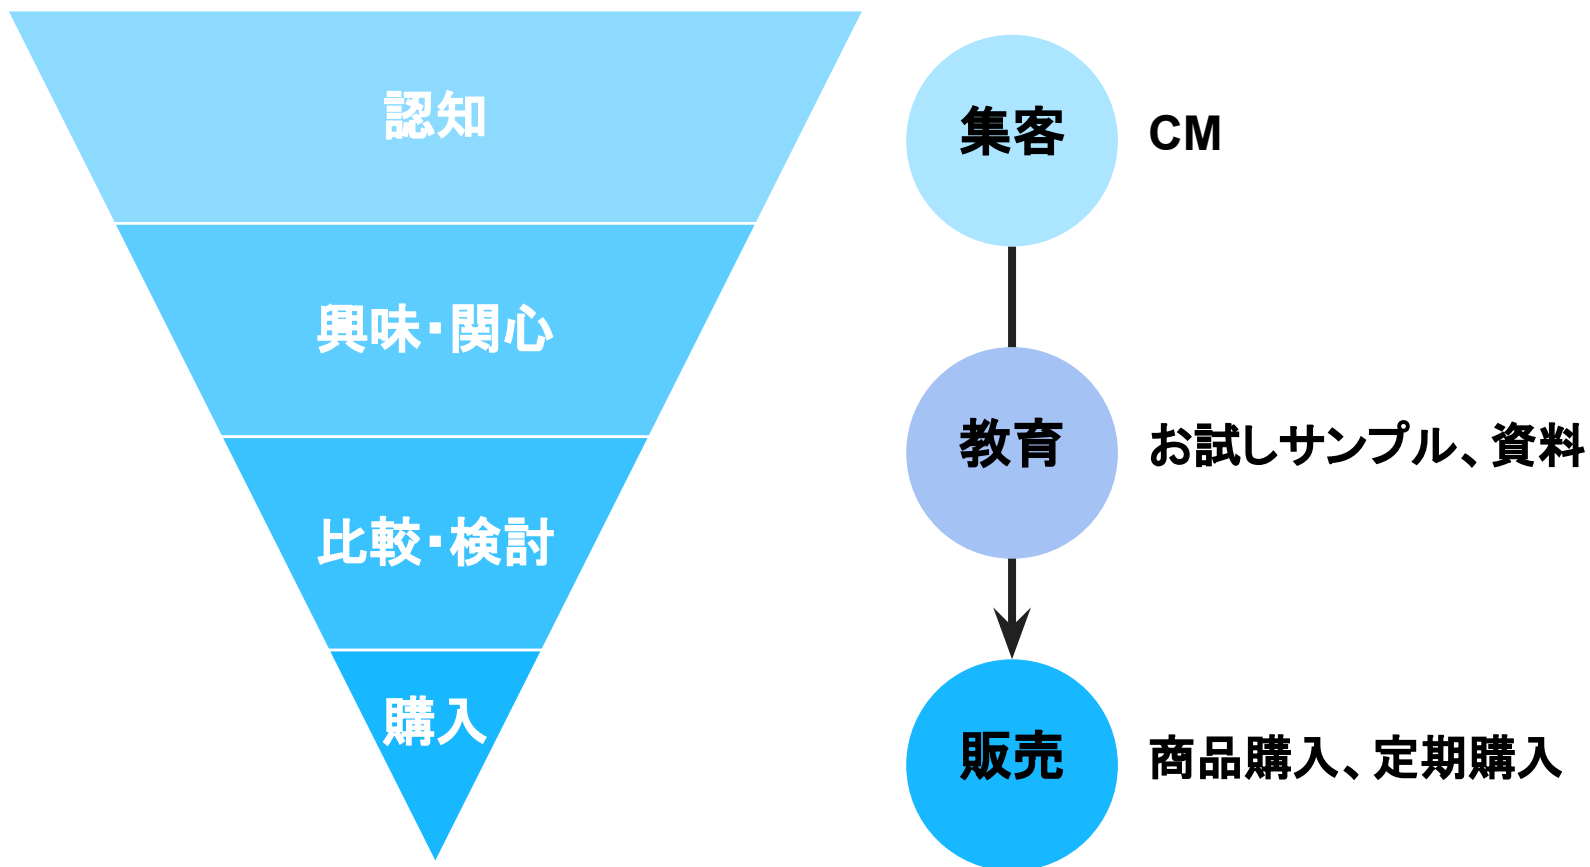 認知
興味・関心
比較・検討
購入
集客
CM
教育
お試しサンプル、資料
販売
商品購入、定期購入